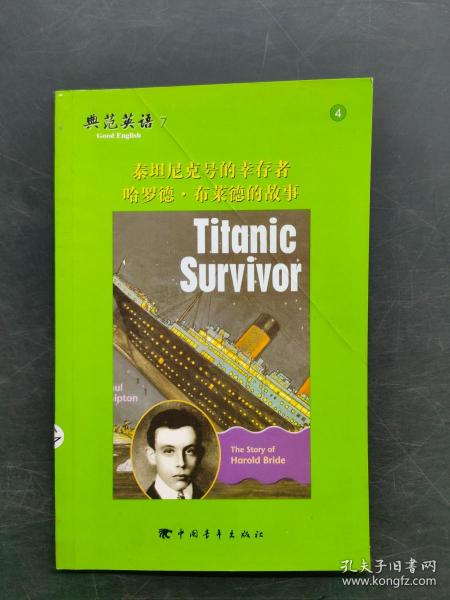 典范英语7
Good English
4
泰坦尼克号的幸存者
哈罗德·布莱德的故事
Titanic
Survivor
ul
ipton
The Story of
Harold Bride
中国青年出版社
孔夫子旧书网
www.kongfz.com